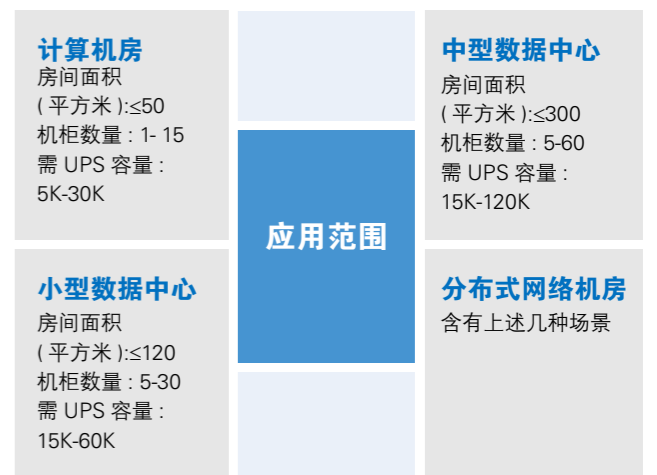 计算机房
房间面积
( 平方米 ):≤50
机柜数量 : 1- 15
需 UPS 容量 :
5K-30K
中型数据中心
房间面积
( 平方米 ):≤300
机柜数量 : 5-60
需 UPS 容量 :
15K-120K
应用范围
小型数据中心
房间面积
( 平方米 ):≤120
机柜数量 : 5-30
需 UPS 容量 :
15K-60K
分布式网络机房
含有上述几种场景